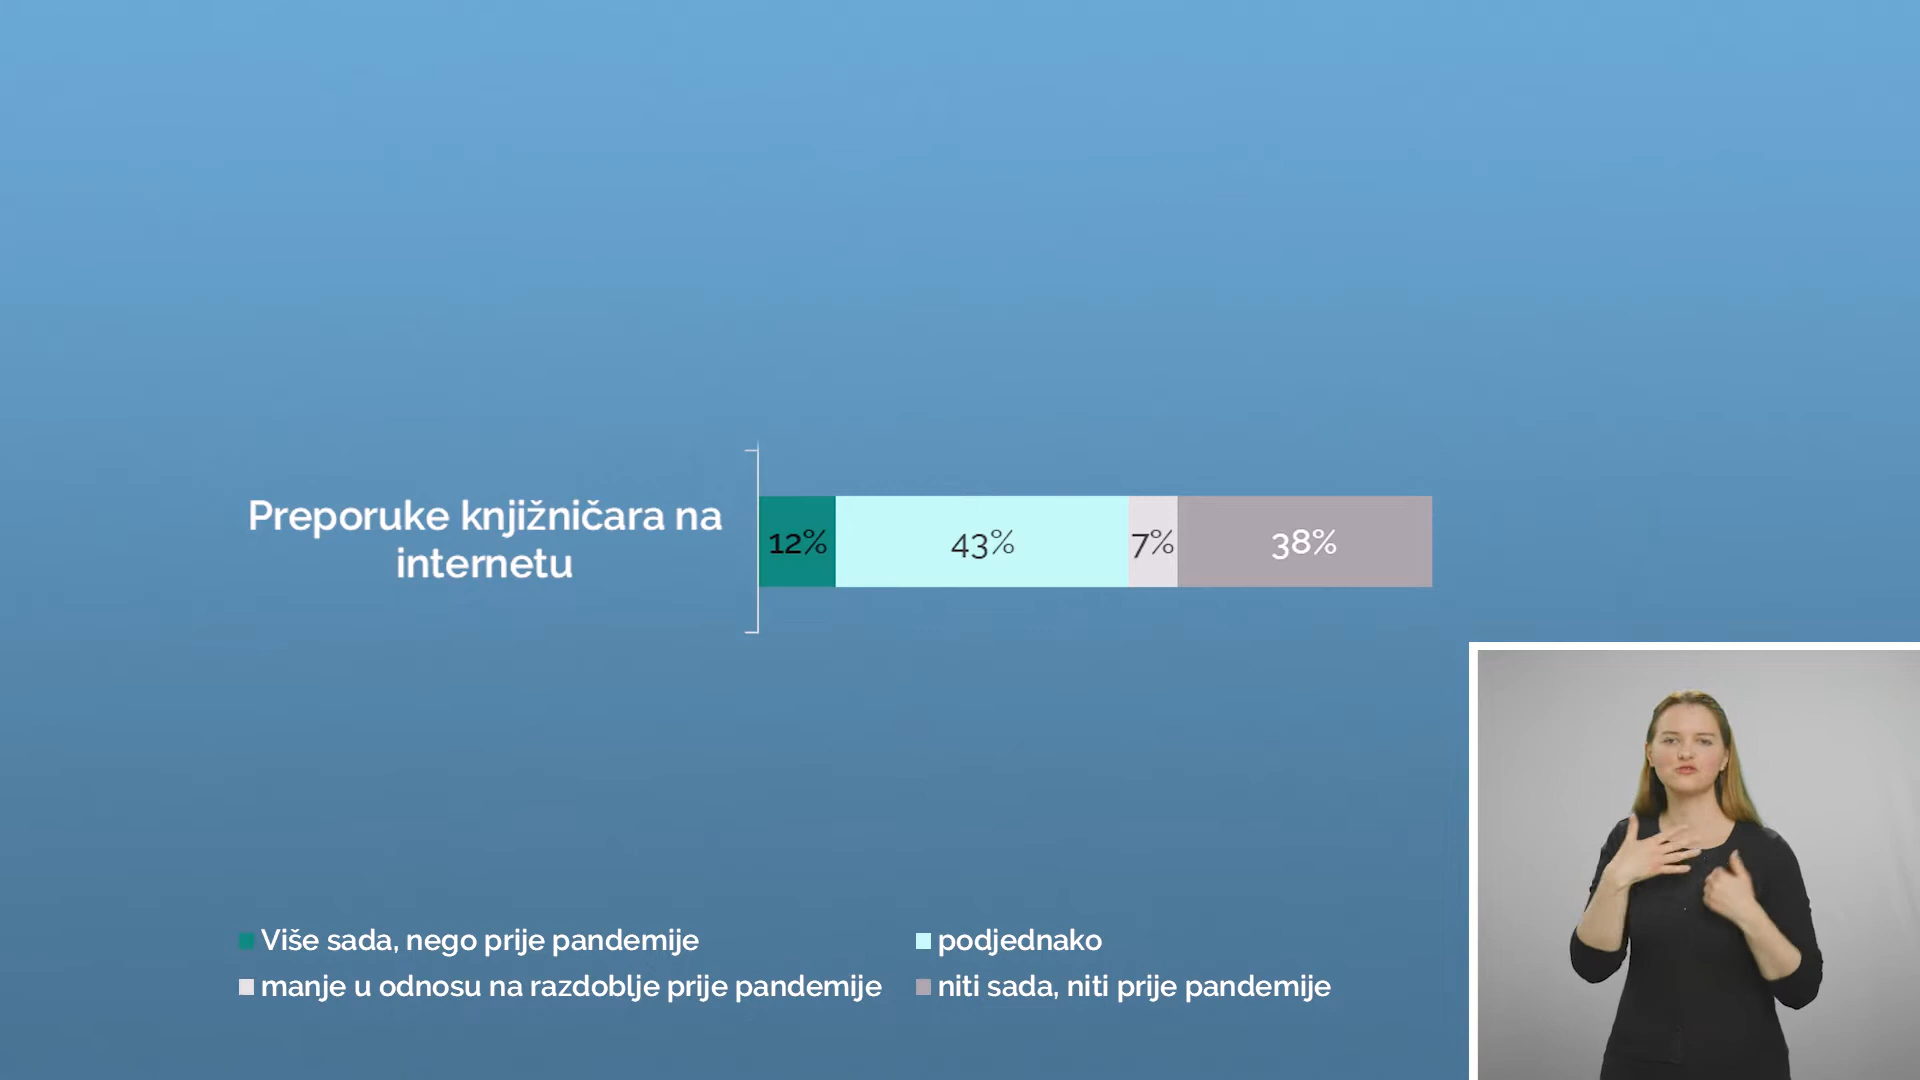 Preporuke knjižničara na
internetu
12% 43% 7% 38%
Više sada, nego prije pandemije
podjednako
manje u odnosu na razdoblje prije pandemije
niti sada, niti prije pandemije